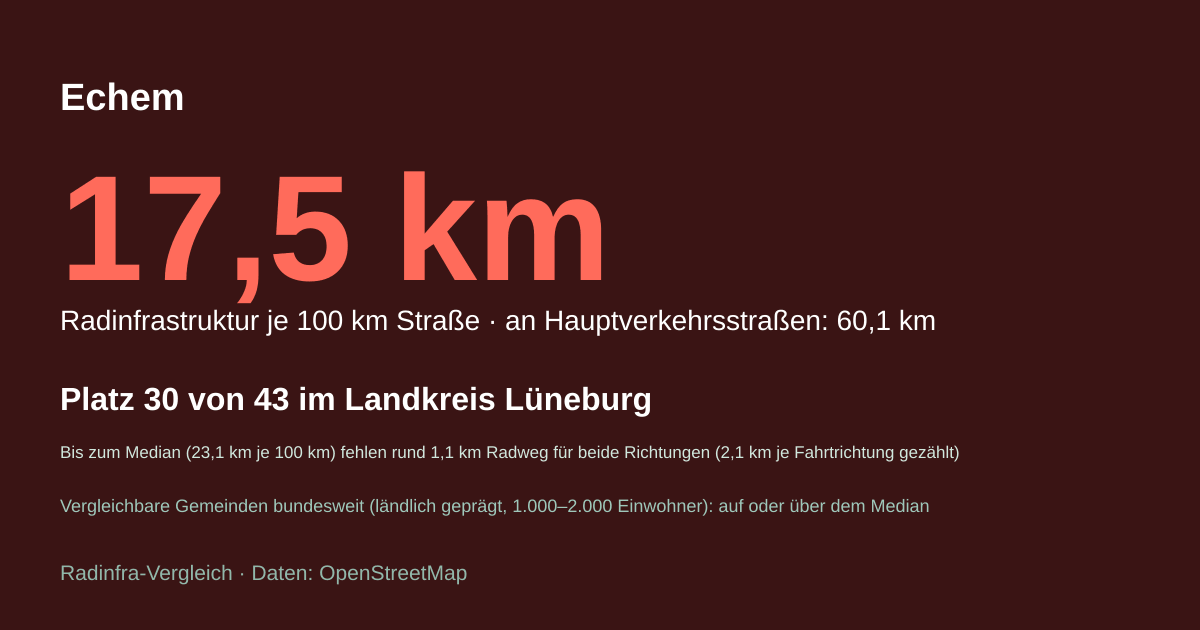 Echem
17,5 km
Radinfrastruktur je 100 km Straße · an Hauptverkehrsstraßen: 60,1 km
Platz 30 von 43 im Landkreis Lüneburg
Bis zum Median (23,1 km je 100 km) fehlen rund 1,1 km Radweg für beide Richtungen (2,1 km je Fahrtrichtung gezählt)
Vergleichbare Gemeinden bundesweit (ländlich geprägt, 1.000–2.000 Einwohner): auf oder über dem Median
Radinfra-Vergleich · Daten: OpenStreetMap